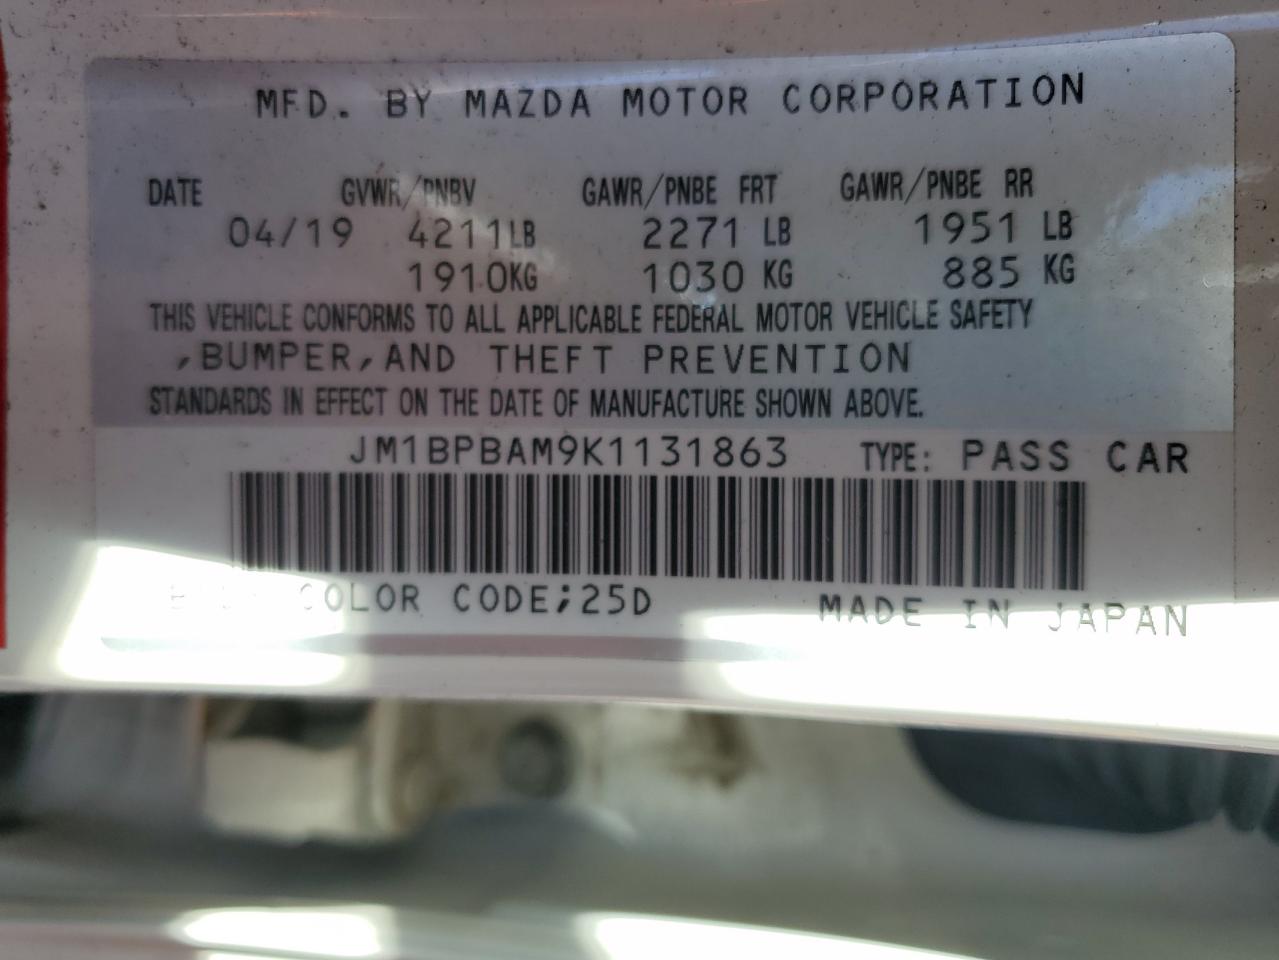 MFD. BY MAZDA MOTOR CORPORATION
DATE GVWR/PNBV GAWR/PNBE FRT GAWR/PNBE RR
04/19 4211LB 2271 LB 1951 LB
1910KG 1030 KG 885 KG
THIS VEHICLE CONFORMS TO ALL APPLICABLE FEDERAL MOTOR VEHICLE SAFETY
,BUMPER,AND THEFT PREVENTION
STANDARDS IN EFFECT ON THE DATE OF MANUFACTURE SHOWN ABOVE.
JM1BPBAM9K1131863 TYPE: PASS CAR
COLOR CODE;25D MADE IN JAPAN